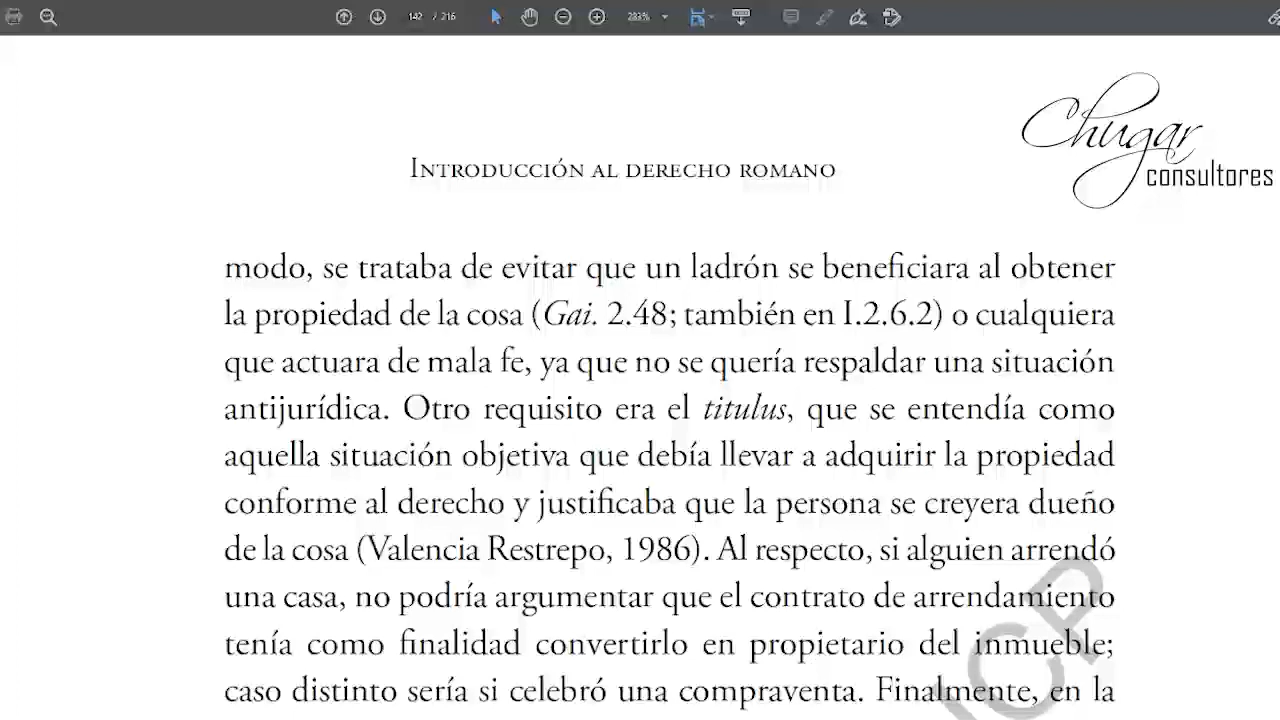 142 / 216
283%
Chugar
consultores
Introducción al derecho romano
modo, se trataba de evitar que un ladrón se beneficiara al obtener
la propiedad de la cosa (Gai. 2.48; también en I.2.6.2) o cualquiera
que actuara de mala fe, ya que no se quería respaldar una situación
antijurídica. Otro requisito era el titulus, que se entendía como
aquella situación objetiva que debía llevar a adquirir la propiedad
conforme al derecho y justificaba que la persona se creyera dueño
de la cosa (Valencia Restrepo, 1986). Al respecto, si alguien arrendó
una casa, no podría argumentar que el contrato de arrendamiento
tenía como finalidad convertirlo en propietario del inmueble;
caso distinto sería si celebró una compraventa. Finalmente, en la